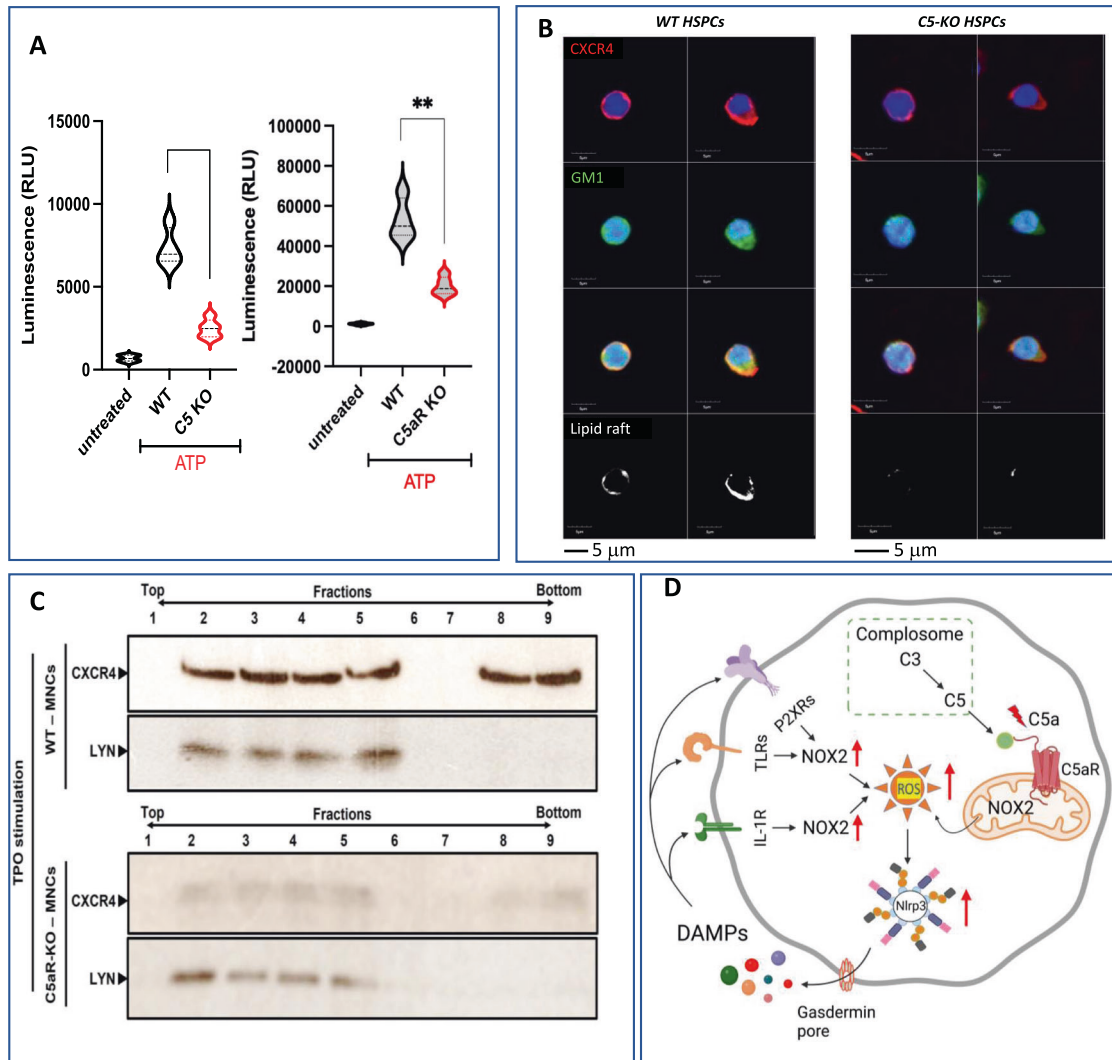 A
Luminescence (RLU)
15000
10000
5000
0
untreated
WT
C5 KO
ATP
Luminescence (RLU)
100000
80000
60000
40000
20000
0
-20000
**
untreated
WT
C5aR KO
ATP
B
WT HSPCs
C5-KO HSPCs
CXCR4
GM1
Lipid raft
5 μm
5 μm
C
Top
Fractions
Bottom
1 2 3 4 5 6 7 8 9
TPO stimulation
WT – MNCs
CXCR4
LYN
Top
Fractions
Bottom
1 2 3 4 5 6 7 8 9
C5aR-KO – MNCs
CXCR4
LYN
D
Complosome
C3
C5
C5a
C5aR
NOX2
P2XRs
TLRs
NOX2
ROS
IL-1R
NOX2
Nlrp3
DAMPs
Gasdermin
pore